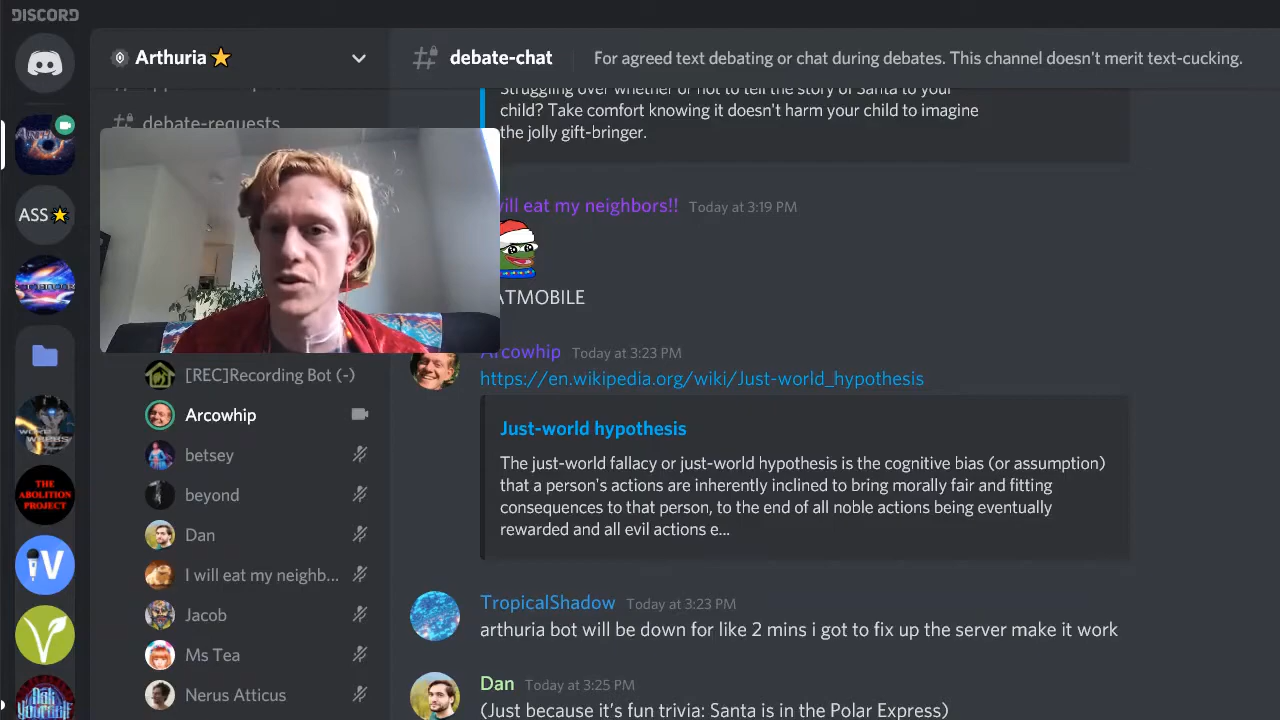 DISCORD
Arthuria
debate-chat
For agreed text debating or chat during debates. This channel doesn't merit text-cucking.
debate-requests
Struggling over whether or not to tell the story of Santa to your
child? Take comfort knowing it doesn't harm your child to imagine
the jolly gift-bringer.
ASS
will eat my neighbors!! Today at 3:19 PM
ATMOBILE
Arcowhip Today at 3:23 PM
https://en.wikipedia.org/wiki/Just-world_hypothesis
Just-world hypothesis
The just-world fallacy or just-world hypothesis is the cognitive bias (or assumption)
that a person's actions are inherently inclined to bring morally fair and fitting
consequences to that person, to the end of all noble actions being eventually
rewarded and all evil actions e...
[REC]Recording Bot (-)
Arcowhip
betsey
beyond
Dan
I will eat my neighb...
Jacob
Ms Tea
Nerus Atticus
THE
ABOLITION
PROJECT
V
TropicalShadow Today at 3:23 PM
arthuria bot will be down for like 2 mins i got to fix up the server make it work
Dan Today at 3:25 PM
(Just because it's fun trivia: Santa is in the Polar Express)